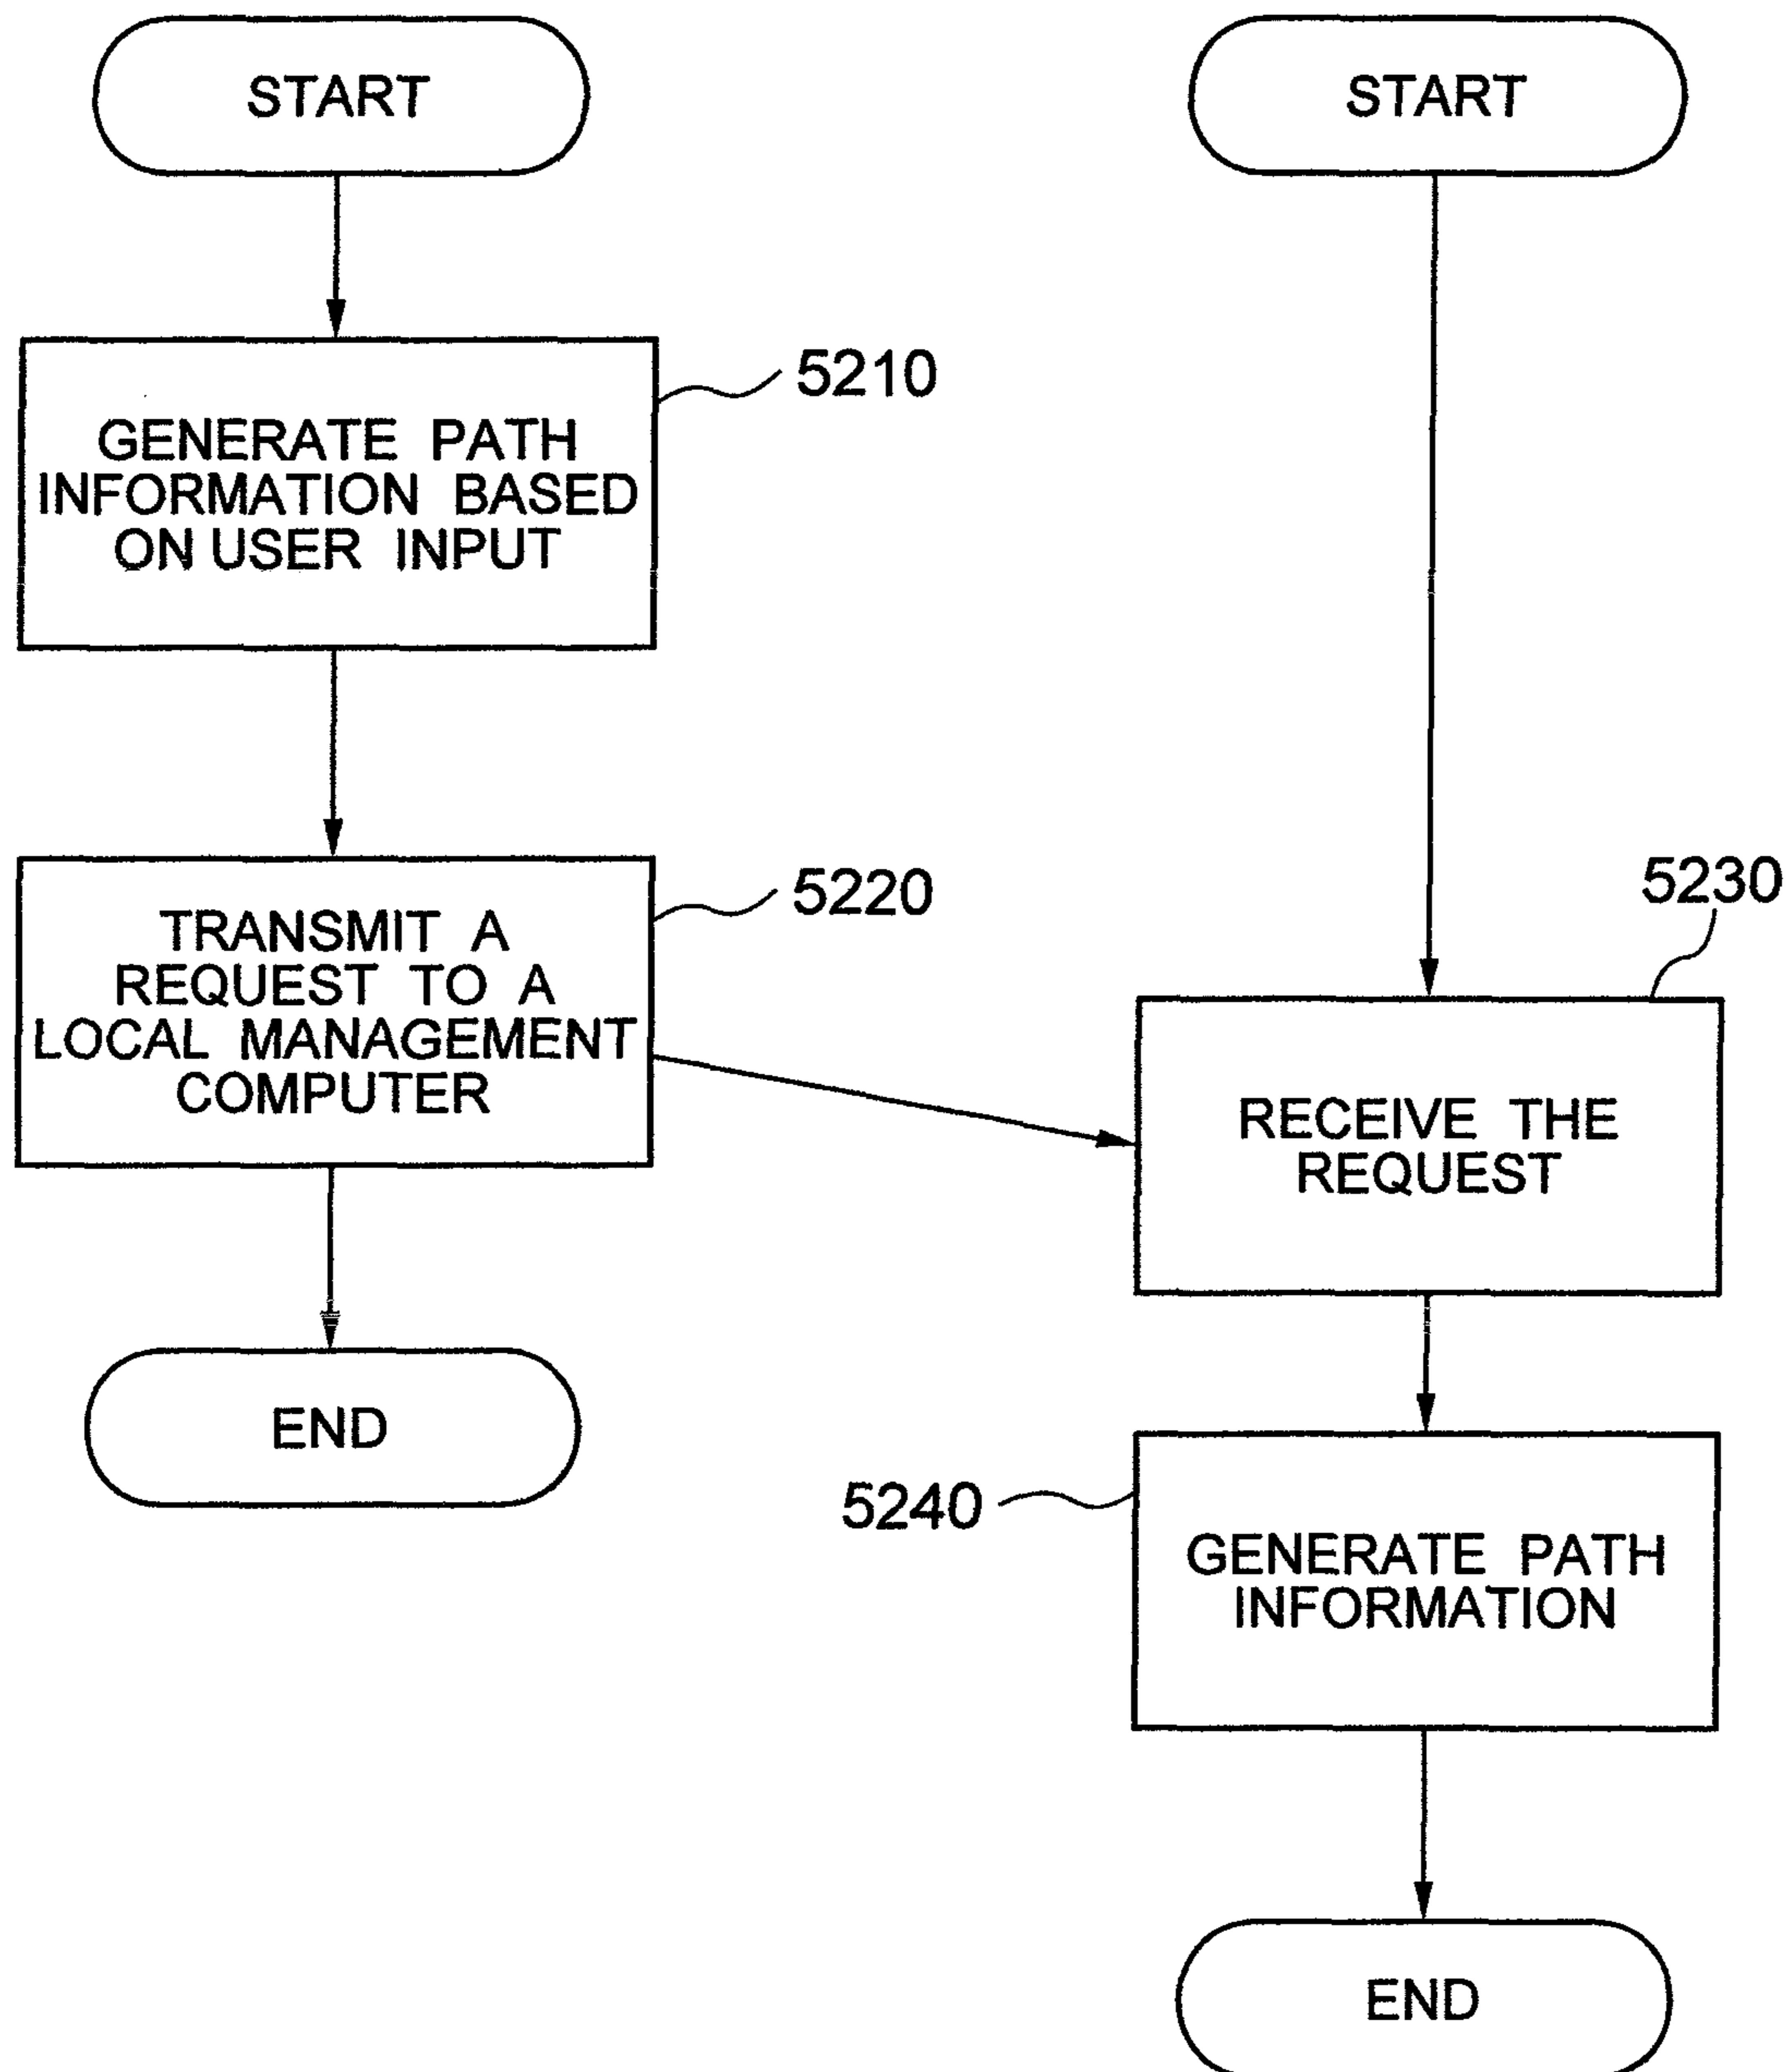 START
GENERATE PATH
INFORMATION BASED
ON USER INPUT
5210
TRANSMIT A
REQUEST TO A
LOCAL MANAGEMENT
COMPUTER
5220
END
START
5230
RECEIVE THE
REQUEST
5240
GENERATE PATH
INFORMATION
END